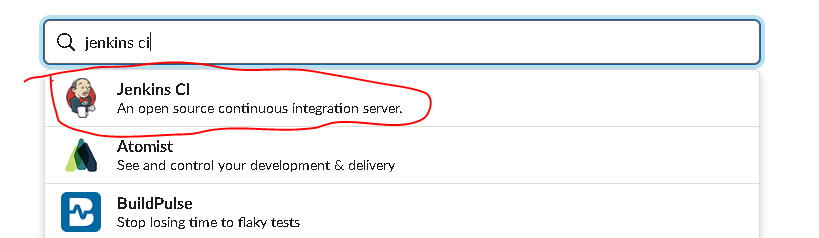 jenkins ci
Jenkins CI
An open source continuous integration server.
Atomist
See and control your development & delivery
BuildPulse
Stop losing time to flaky tests